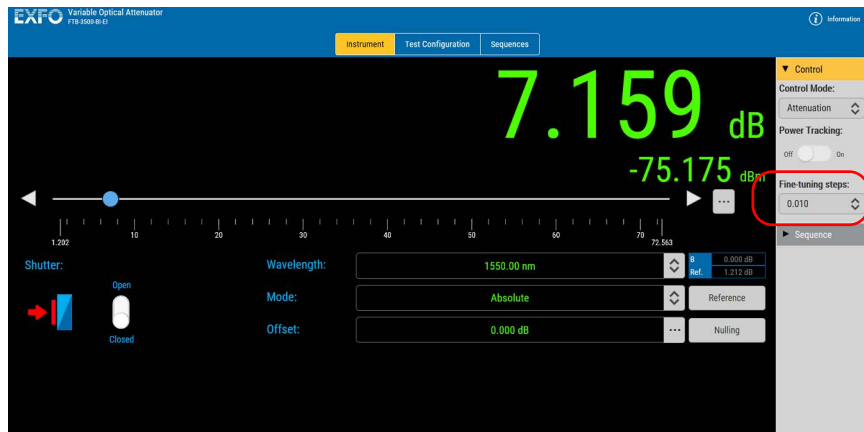 EXFO Variable Optical Attenuator
FTB-3500-BI-EI
Information
Instrument Test Configuration Sequences
Control
Control Mode:
Attenuation
Power Tracking:
Off On
Fine-tuning steps:
0.010
Sequence
7.159 dB
-75.175 dBm
...
1.202 10 20 30 40 50 60 70 72.563
Shutter:
Open
Closed
Wavelength: 1550.00 nm
B 0.000 dB
Ref. 1.212 dB
Mode: Absolute Reference
Offset: 0.000 dB ... Nulling